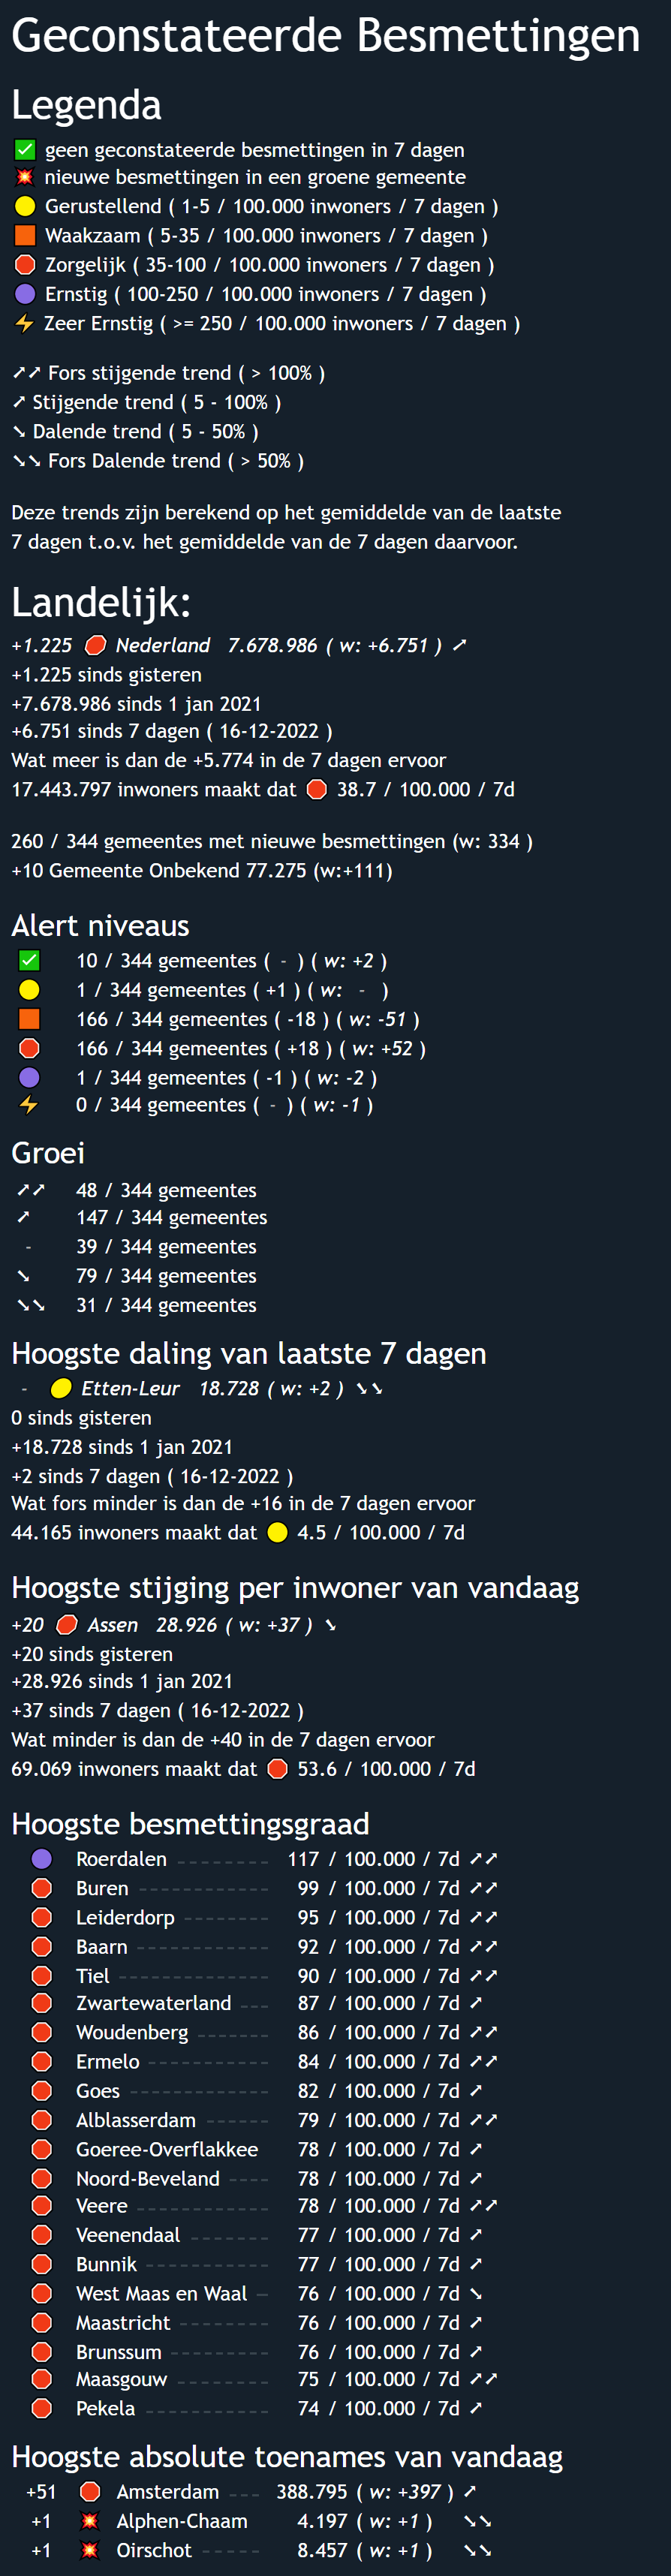 Geconstateerde Besmettingen
Legenda
✅ geen geconstateerde besmettingen in 7 dagen
💥 nieuwe besmettingen in een groene gemeente
🟡 Gerustellend ( 1-5 / 100.000 inwoners / 7 dagen )
🟧 Waakzaam ( 5-35 / 100.000 inwoners / 7 dagen )
🛑 Zorgelijk ( 35-100 / 100.000 inwoners / 7 dagen )
🟣 Ernstig ( 100-250 / 100.000 inwoners / 7 dagen )
⚡ Zeer Ernstig ( >= 250 / 100.000 inwoners / 7 dagen )
➚➚ Fors stijgende trend ( > 100% )
➚ Stijgende trend ( 5 - 100% )
➘ Dalende trend ( 5 - 50% )
➘➘ Fors Dalende trend ( > 50% )
Deze trends zijn berekend op het gemiddelde van de laatste
7 dagen t.o.v. het gemiddelde van de 7 dagen daarvoor.
Landelijk:
+1.225 🛑 Nederland 7.678.986 ( w: +6.751 ) ➚
+1.225 sinds gisteren
+7.678.986 sinds 1 jan 2021
+6.751 sinds 7 dagen ( 16-12-2022 )
Wat meer is dan de +5.774 in de 7 dagen ervoor
17.443.797 inwoners maakt dat 🛑 38.7 / 100.000 / 7d
260 / 344 gemeentes met nieuwe besmettingen (w: 334 )
+10 Gemeente Onbekend 77.275 (w:+111)
Alert niveaus
✅ 10 / 344 gemeentes ( - ) ( w: +2 )
🟡 1 / 344 gemeentes ( +1 ) ( w: - )
🟧 166 / 344 gemeentes ( -18 ) ( w: -51 )
🛑 166 / 344 gemeentes ( +18 ) ( w: +52 )
🟣 1 / 344 gemeentes ( -1 ) ( w: -2 )
⚡ 0 / 344 gemeentes ( - ) ( w: -1 )
Groei
➚➚ 48 / 344 gemeentes
➚ 147 / 344 gemeentes
- 39 / 344 gemeentes
➘ 79 / 344 gemeentes
➘➘ 31 / 344 gemeentes
Hoogste daling van laatste 7 dagen
- 🟡 Etten-Leur 18.728 ( w: +2 ) ➘➘
0 sinds gisteren
+18.728 sinds 1 jan 2021
+2 sinds 7 dagen ( 16-12-2022 )
Wat fors minder is dan de +16 in de 7 dagen ervoor
44.165 inwoners maakt dat 🟡 4.5 / 100.000 / 7d
Hoogste stijging per inwoner van vandaag
+20 🛑 Assen 28.926 ( w: +37 ) ➘
+20 sinds gisteren
+28.926 sinds 1 jan 2021
+37 sinds 7 dagen ( 16-12-2022 )
Wat minder is dan de +40 in de 7 dagen ervoor
69.069 inwoners maakt dat 🛑 53.6 / 100.000 / 7d
Hoogste besmettingsgraad
🟣 Roerdalen 117 / 100.000 / 7d ➚➚
🛑 Buren 99 / 100.000 / 7d ➚➚
🛑 Leiderdorp 95 / 100.000 / 7d ➚➚
🛑 Baarn 92 / 100.000 / 7d ➚➚
🛑 Tiel 90 / 100.000 / 7d ➚➚
🛑 Zwartewaterland 87 / 100.000 / 7d ➚
🛑 Woudenberg 86 / 100.000 / 7d ➚➚
🛑 Ermelo 84 / 100.000 / 7d ➚➚
🛑 Goes 82 / 100.000 / 7d ➚
🛑 Alblasserdam 79 / 100.000 / 7d ➚➚
🛑 Goeree-Overflakkee 78 / 100.000 / 7d ➚
🛑 Noord-Beveland 78 / 100.000 / 7d ➚
🛑 Veere 78 / 100.000 / 7d ➚➚
🛑 Veenendaal 77 / 100.000 / 7d ➚
🛑 Bunnik 77 / 100.000 / 7d ➚
🛑 West Maas en Waal 76 / 100.000 / 7d ➘
🛑 Maastricht 76 / 100.000 / 7d ➚
🛑 Brunssum 76 / 100.000 / 7d ➚
🛑 Maasgouw 75 / 100.000 / 7d ➚➚
🛑 Pekela 74 / 100.000 / 7d ➚
Hoogste absolute toenames van vandaag
+51 🛑 Amsterdam 388.795 ( w: +397 ) ➚
+1 💥 Alphen-Chaam 4.197 ( w: +1 ) ➘➘
+1 💥 Oirschot 8.457 ( w: +1 ) ➘➘